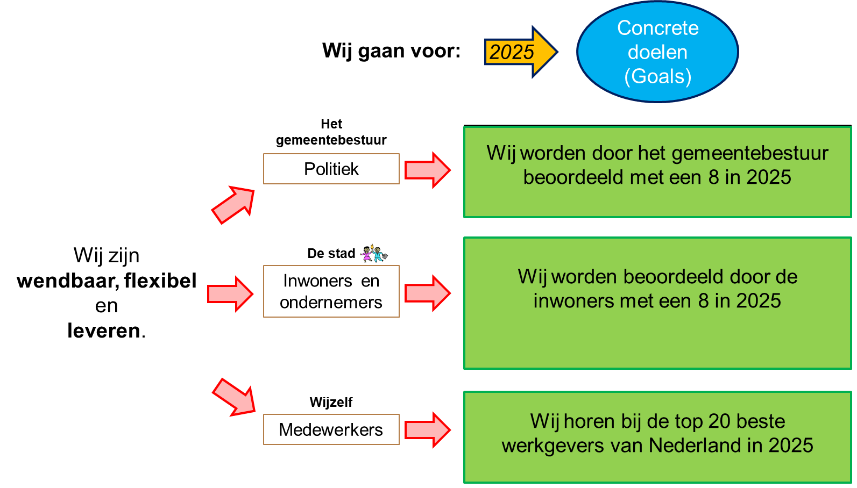 Wij gaan voor:
2025
Concrete
doelen
(Goals)
Het
gemeentebestuur
Politiek
Wij worden door het gemeentebestuur
beoordeeld met een 8 in 2025
Wij zijn
wendbaar, flexibel
en
leveren.
De stad
Inwoners en
ondernemers
Wij worden beoordeeld door de
inwoners met een 8 in 2025
Wijzelf
Medewerkers
Wij horen bij de top 20 beste
werkgevers van Nederland in 2025